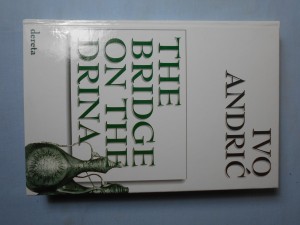 dereta
IVO
ANDRIĆ
THE
BRIDGE
ON THE
DRINA